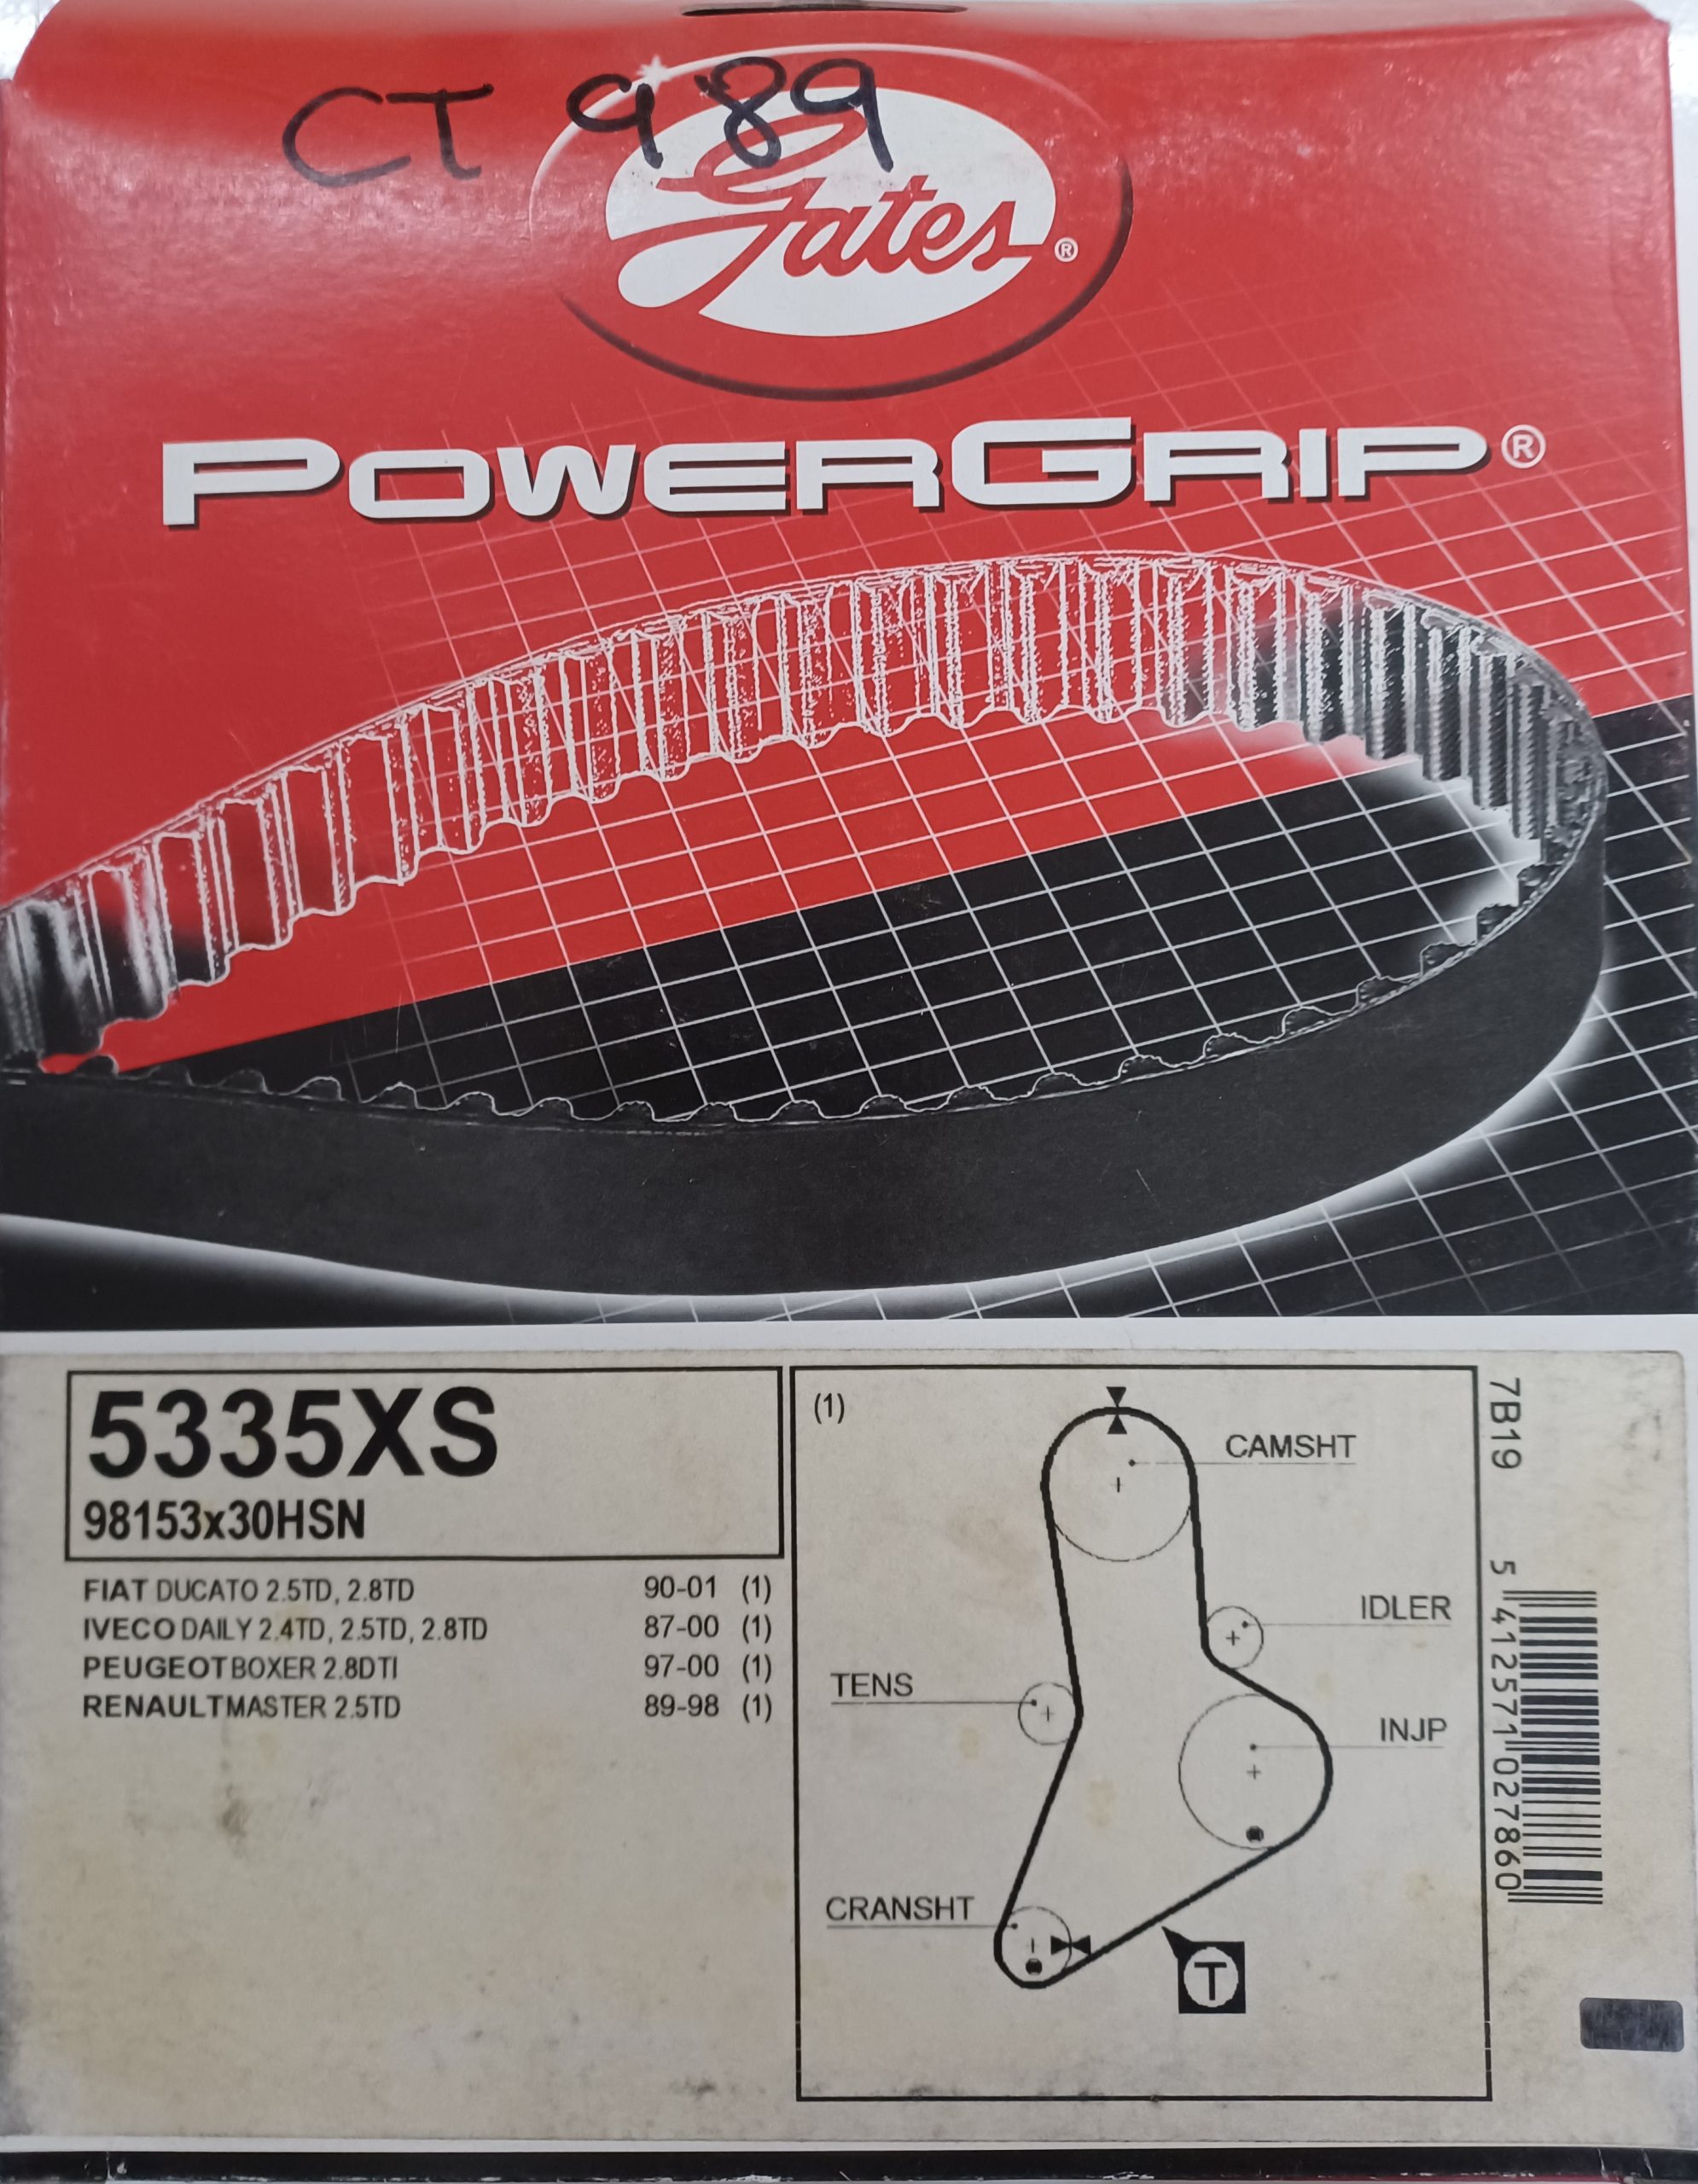 CT 989
Gates®
POWERGRIP®
5335XS
98153x30HSN
FIAT DUCATO 2.5TD, 2.8TD 90-01 (1)
IVECO DAILY 2.4TD, 2.5TD, 2.8TD 87-00 (1)
PEUGEOT BOXER 2.8DTI 97-00 (1)
RENAULT MASTER 2.5TD 89-98 (1)
(1)
CAMSHT
IDLER
TENS
INJP
CRANSHT
T
7B19
5 412571 027860